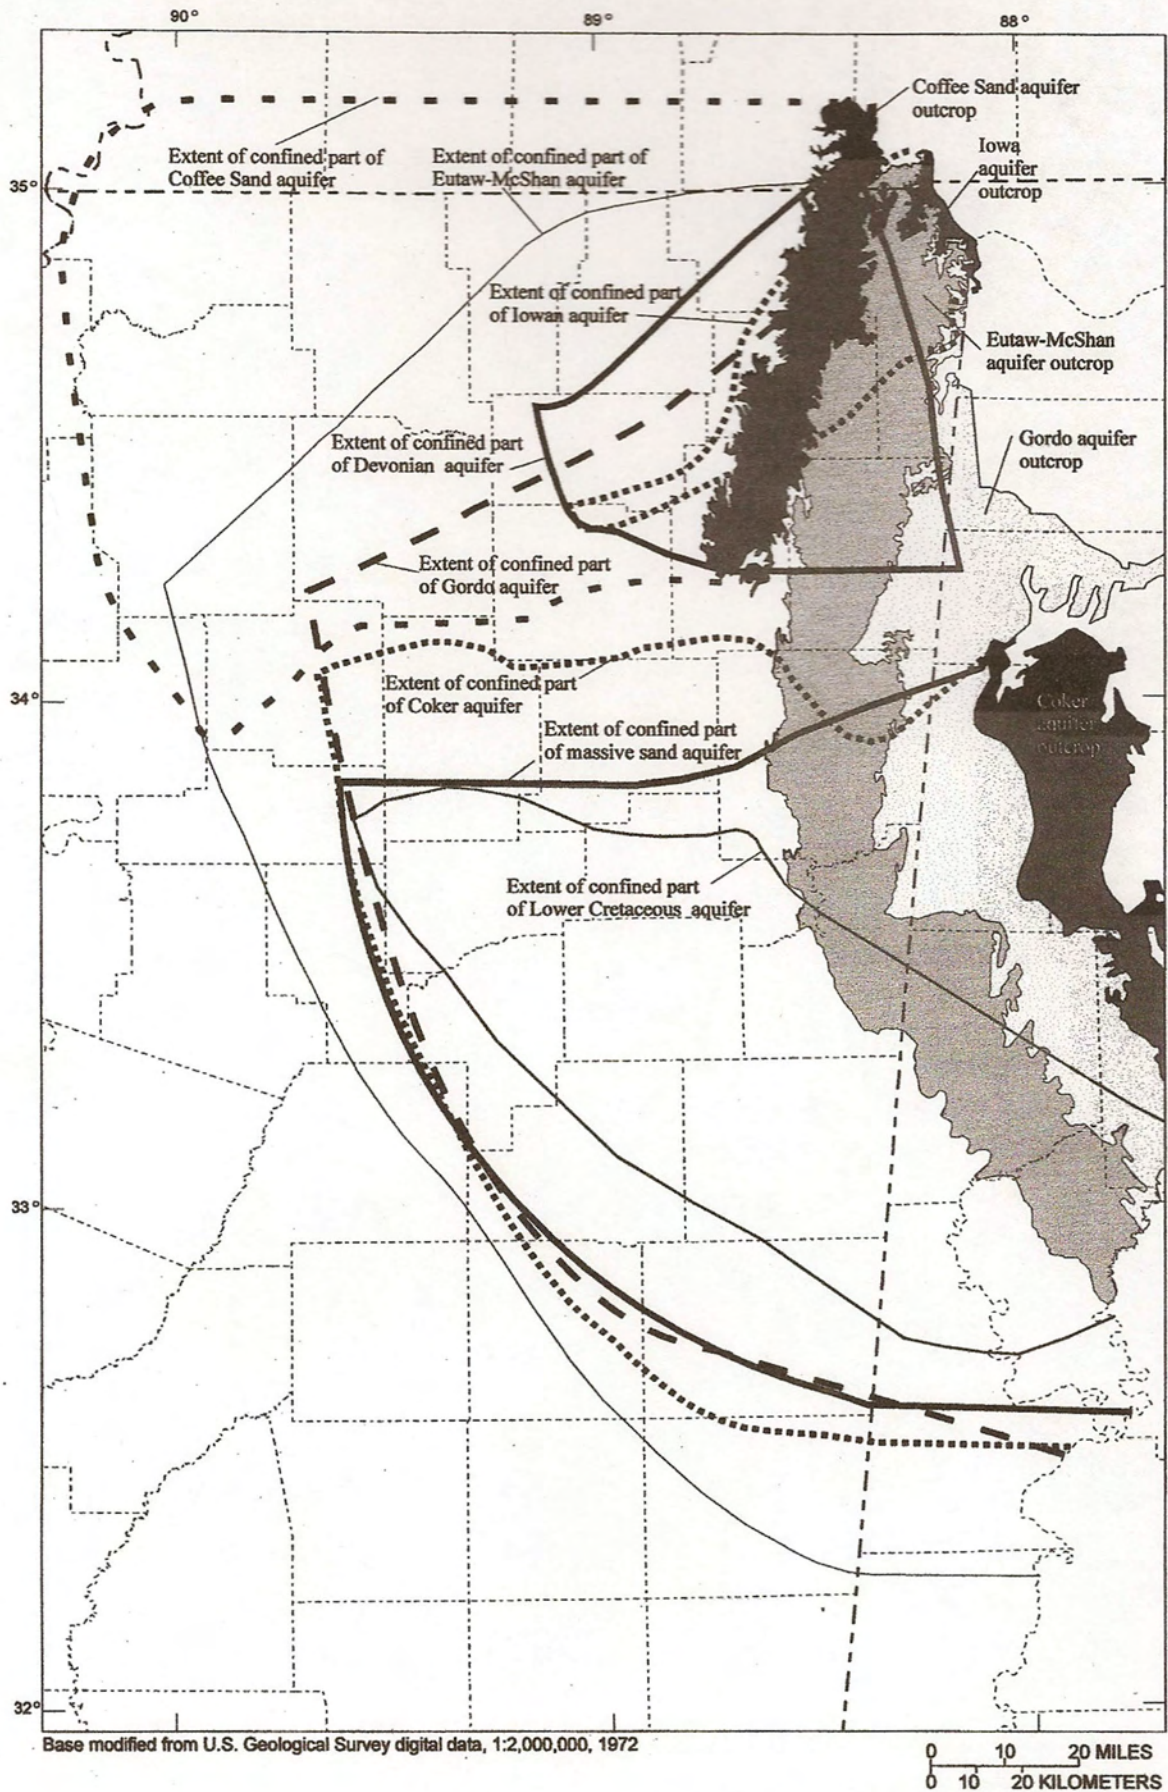 90°
89°
88°
Coffee Sand aquifer
outcrop
Iowa
aquifer
outcrop
Extent of confined part of
Coffee Sand aquifer
Extent of confined part of
Eutaw-McShan aquifer
35°
Extent of confined part
of Iowan aquifer
Eutaw-McShan
aquifer outcrop
Extent of confined part
of Devonian aquifer
Gordo aquifer
outcrop
Extent of confined part
of Gordo aquifer
34°
Extent of confined part
of Coker aquifer
Coker
aquifer
outcrop
Extent of confined part
of massive sand aquifer
Extent of confined part
of Lower Cretaceous aquifer
33°
32°
Base modified from U.S. Geological Survey digital data, 1:2,000,000, 1972
0 10 20 MILES
0 10 20 KILOMETERS